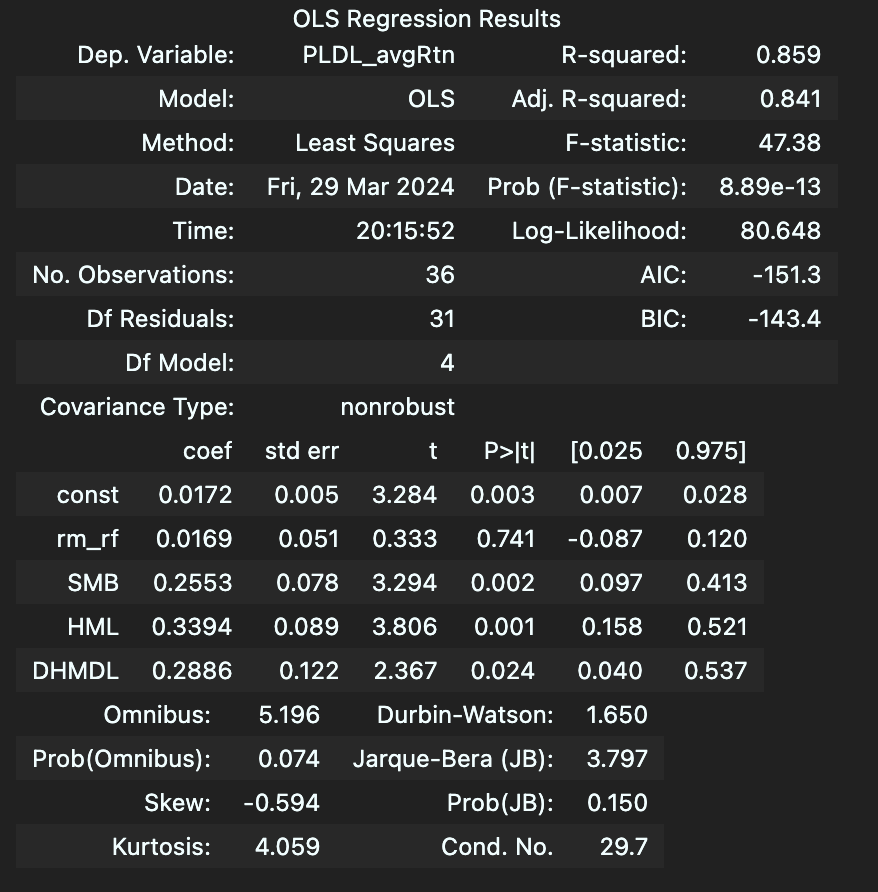 OLS Regression Results
Dep. Variable: PLDL_avgRtn R-squared: 0.859
Model: OLS Adj. R-squared: 0.841
Method: Least Squares F-statistic: 47.38
Date: Fri, 29 Mar 2024 Prob (F-statistic): 8.89e-13
Time: 20:15:52 Log-Likelihood: 80.648
No. Observations: 36 AIC: -151.3
Df Residuals: 31 BIC: -143.4
Df Model: 4
Covariance Type: nonrobust
coef std err t P>|t| [0.025 0.975]
const 0.0172 0.005 3.284 0.003 0.007 0.028
rm_rf 0.0169 0.051 0.333 0.741 -0.087 0.120
SMB 0.2553 0.078 3.294 0.002 0.097 0.413
HML 0.3394 0.089 3.806 0.001 0.158 0.521
DHMDL 0.2886 0.122 2.367 0.024 0.040 0.537
Omnibus: 5.196 Durbin-Watson: 1.650
Prob(Omnibus): 0.074 Jarque-Bera (JB): 3.797
Skew: -0.594 Prob(JB): 0.150
Kurtosis: 4.059 Cond. No. 29.7